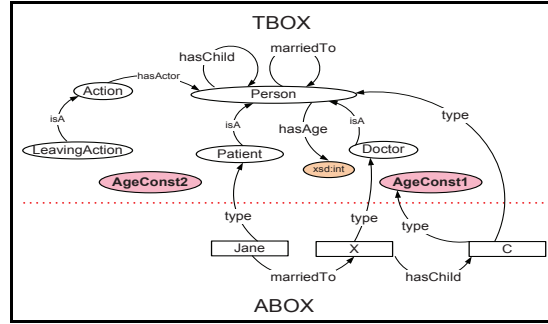 TBOX
hasChild
marriedTo
Action
hasActor
Person
isA
isA
hasAge
isA
type
LeavingAction
Patient
xsd:int
Doctor
AgeConst2
AgeConst1
type
type
type
Jane
X
C
marriedTo
hasChild
ABOX